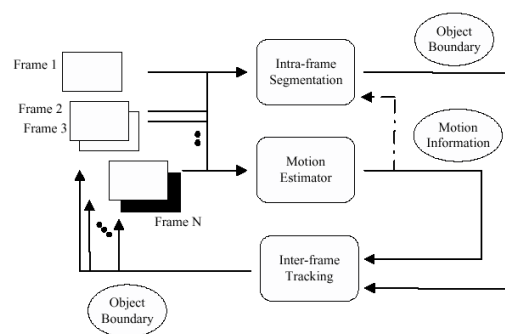 Object
Boundary
Frame 1
Intra-frame
Segmentation
Frame 2
Frame 3
Motion
Information
Motion
Estimator
Frame N
Inter-frame
Tracking
Object
Boundary